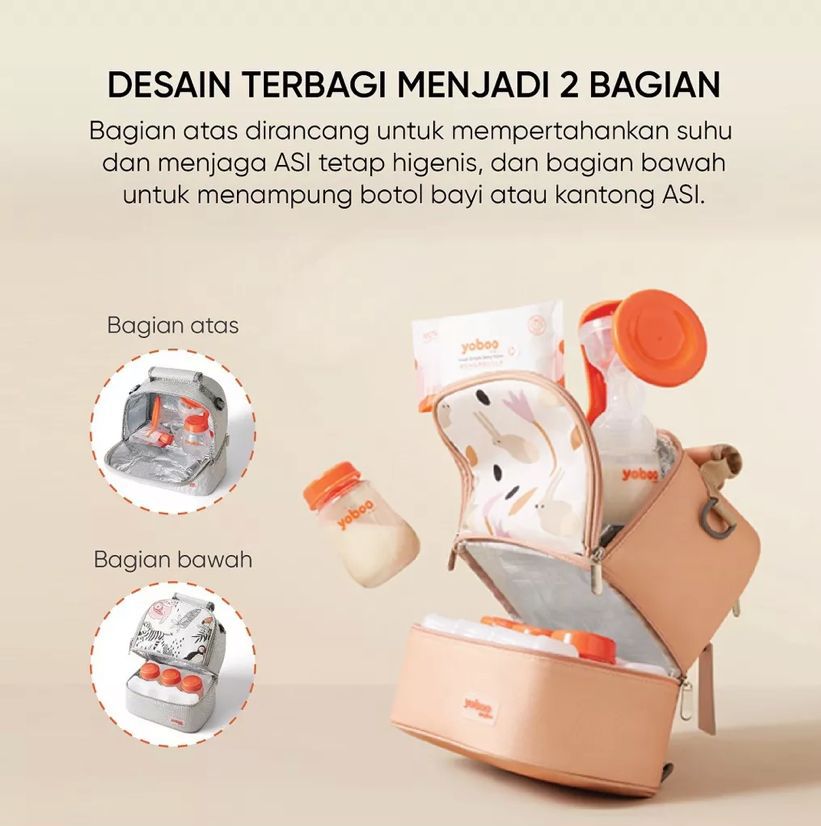 DESAIN TERBAGI MENJADI 2 BAGIAN
Bagian atas dirancang untuk mempertahankan suhu
dan menjaga ASI tetap higenis, dan bagian bawah
untuk menampung botol bayi atau kantong ASI.
Bagian atas
Bagian bawah
yoboo
yoboo
yoboo
yoboo